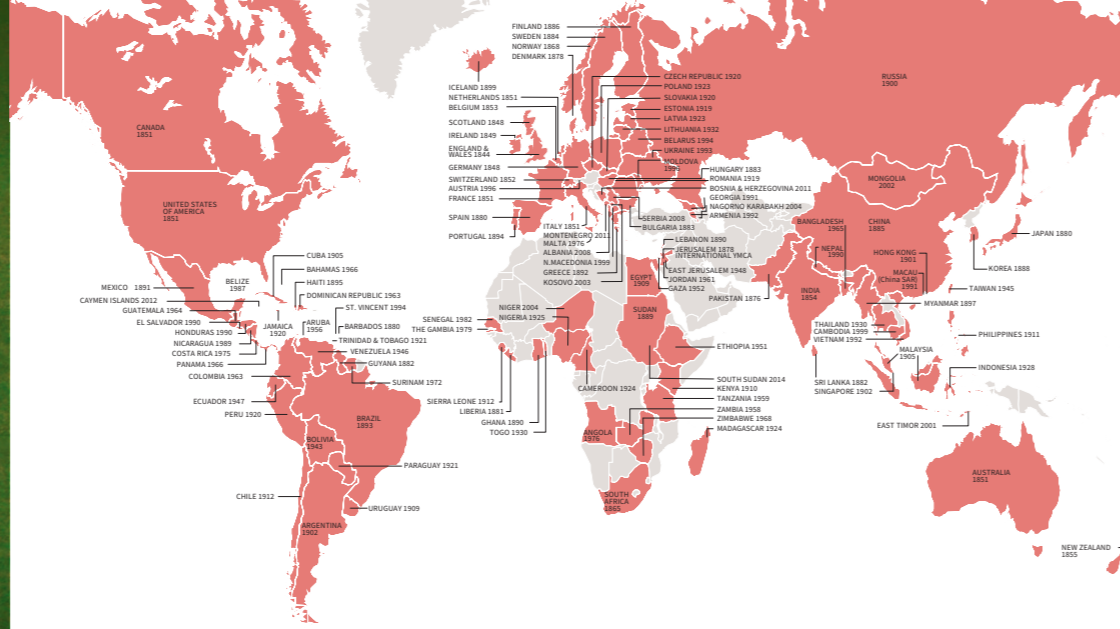 FINLAND 1886
SWEDEN 1884
NORWAY 1868
DENMARK 1878
ICELAND 1899
NETHERLANDS 1851
BELGIUM 1853
SCOTLAND 1848
IRELAND 1849
ENGLAND &
WALES 1844
GERMANY 1848
SWITZERLAND 1852
AUSTRIA 1996
FRANCE 1851
SPAIN 1880
PORTUGAL 1894
ITALY 1851
MONTENEGRO 2011
MALTA 1976
ALBANIA 2008
N.MACEDONIA 1999
GREECE 1892
KOSOVO 2003
CZECH REPUBLIC 1920
POLAND 1923
SLOVAKIA 1920
ESTONIA 1919
LATVIA 1923
LITHUANIA 1932
BELARUS 1994
UKRAINE 1993
MOLDOVA
1996
HUNGARY 1883
ROMANIA 1919
BOSNIA & HERZEGOVINA 2011
GEORGIA 1991
NAGORNO KARABAKH 2004
ARMENIA 1992
SERBIA 2008
BULGARIA 1883
LEBANON 1890
JERUSALEM 1878
INTERNATIONAL YMCA
EAST JERUSALEM 1948
JORDAN 1961
GAZA 1952
RUSSIA
1900
CANADA
1851
UNITED STATES
OF AMERICA
1851
MEXICO 1891
CAYMEN ISLANDS 2012
GUATEMALA 1964
EL SALVADOR 1990
HONDURAS 1990
NICARAGUA 1989
COSTA RICA 1975
PANAMA 1966
COLOMBIA 1963
ECUADOR 1947
PERU 1920
BELIZE
1987
CUBA 1905
BAHAMAS 1966
HAITI 1895
DOMINICAN REPUBLIC 1963
JAMAICA
1920
ARUBA
1956
ST. VINCENT 1994
BARBADOS 1880
TRINIDAD & TOBAGO 1921
VENEZUELA 1946
GUYANA 1882
SURINAM 1972
BRAZIL
1893
BOLIVIA
1943
PARAGUAY 1921
CHILE 1912
URUGUAY 1909
ARGENTINA
1902
SENEGAL 1982
THE GAMBIA 1979
NIGER 2004
NIGERIA 1925
SIERRA LEONE 1912
LIBERIA 1881
GHANA 1890
TOGO 1930
CAMEROON 1924
EGYPT
1909
SUDAN
1889
ETHIOPIA 1951
SOUTH SUDAN 2014
KENYA 1910
TANZANIA 1959
ZAMBIA 1958
ZIMBABWE 1968
MADAGASCAR 1924
ANGOLA
1976
SOUTH
AFRICA
1865
MONGOLIA
2002
CHINA
1885
BANGLADESH
1965
NEPAL
1990
HONG KONG
1901
MACAU
(China SAR)
1991
INDIA
1854
PAKISTAN 1876
JAPAN 1880
KOREA 1888
TAIWAN 1945
MYANMAR 1897
THAILAND 1930
CAMBODIA 1999
VIETNAM 1992
PHILIPPINES 1911
MALAYSIA
1905
INDONESIA 1928
SRI LANKA 1882
SINGAPORE 1902
EAST TIMOR 2001
AUSTRALIA
1851
NEW ZEALAND
1855